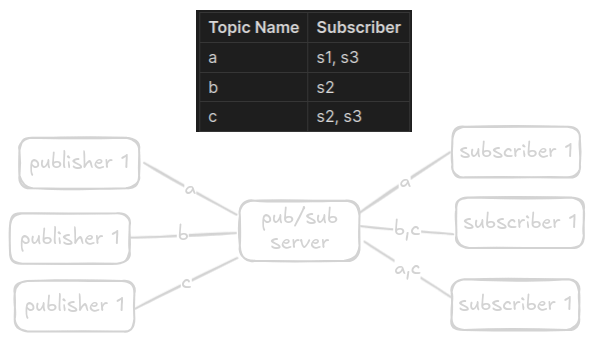 Topic Name Subscriber
a s1, s3
b s2
c s2, s3
publisher 1
a
a
subscriber 1
publisher 1
b
pub/sub
server
b,c
subscriber 1
publisher 1
c
a,c
subscriber 1